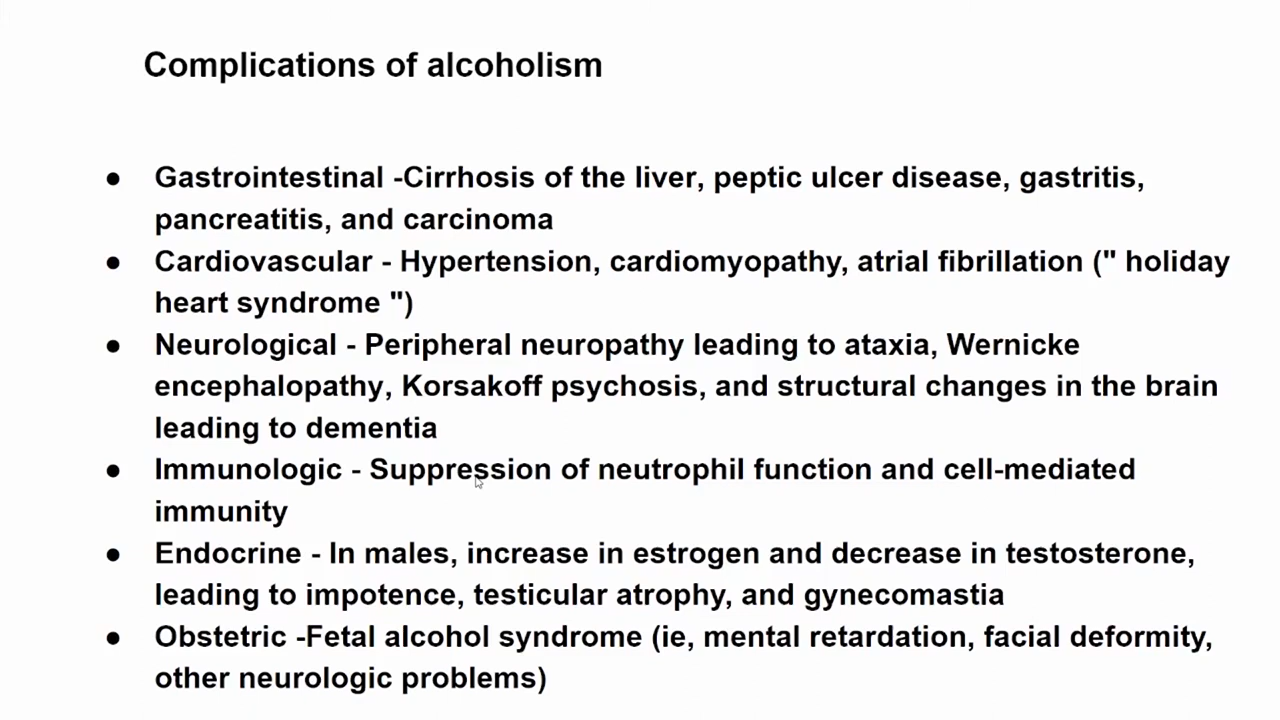 Complications of alcoholism
● Gastrointestinal -Cirrhosis of the liver, peptic ulcer disease, gastritis,
pancreatitis, and carcinoma
● Cardiovascular - Hypertension, cardiomyopathy, atrial fibrillation (" holiday
heart syndrome ")
● Neurological - Peripheral neuropathy leading to ataxia, Wernicke
encephalopathy, Korsakoff psychosis, and structural changes in the brain
leading to dementia
● Immunologic - Suppression of neutrophil function and cell-mediated
immunity
● Endocrine - In males, increase in estrogen and decrease in testosterone,
leading to impotence, testicular atrophy, and gynecomastia
● Obstetric -Fetal alcohol syndrome (ie, mental retardation, facial deformity,
other neurologic problems)